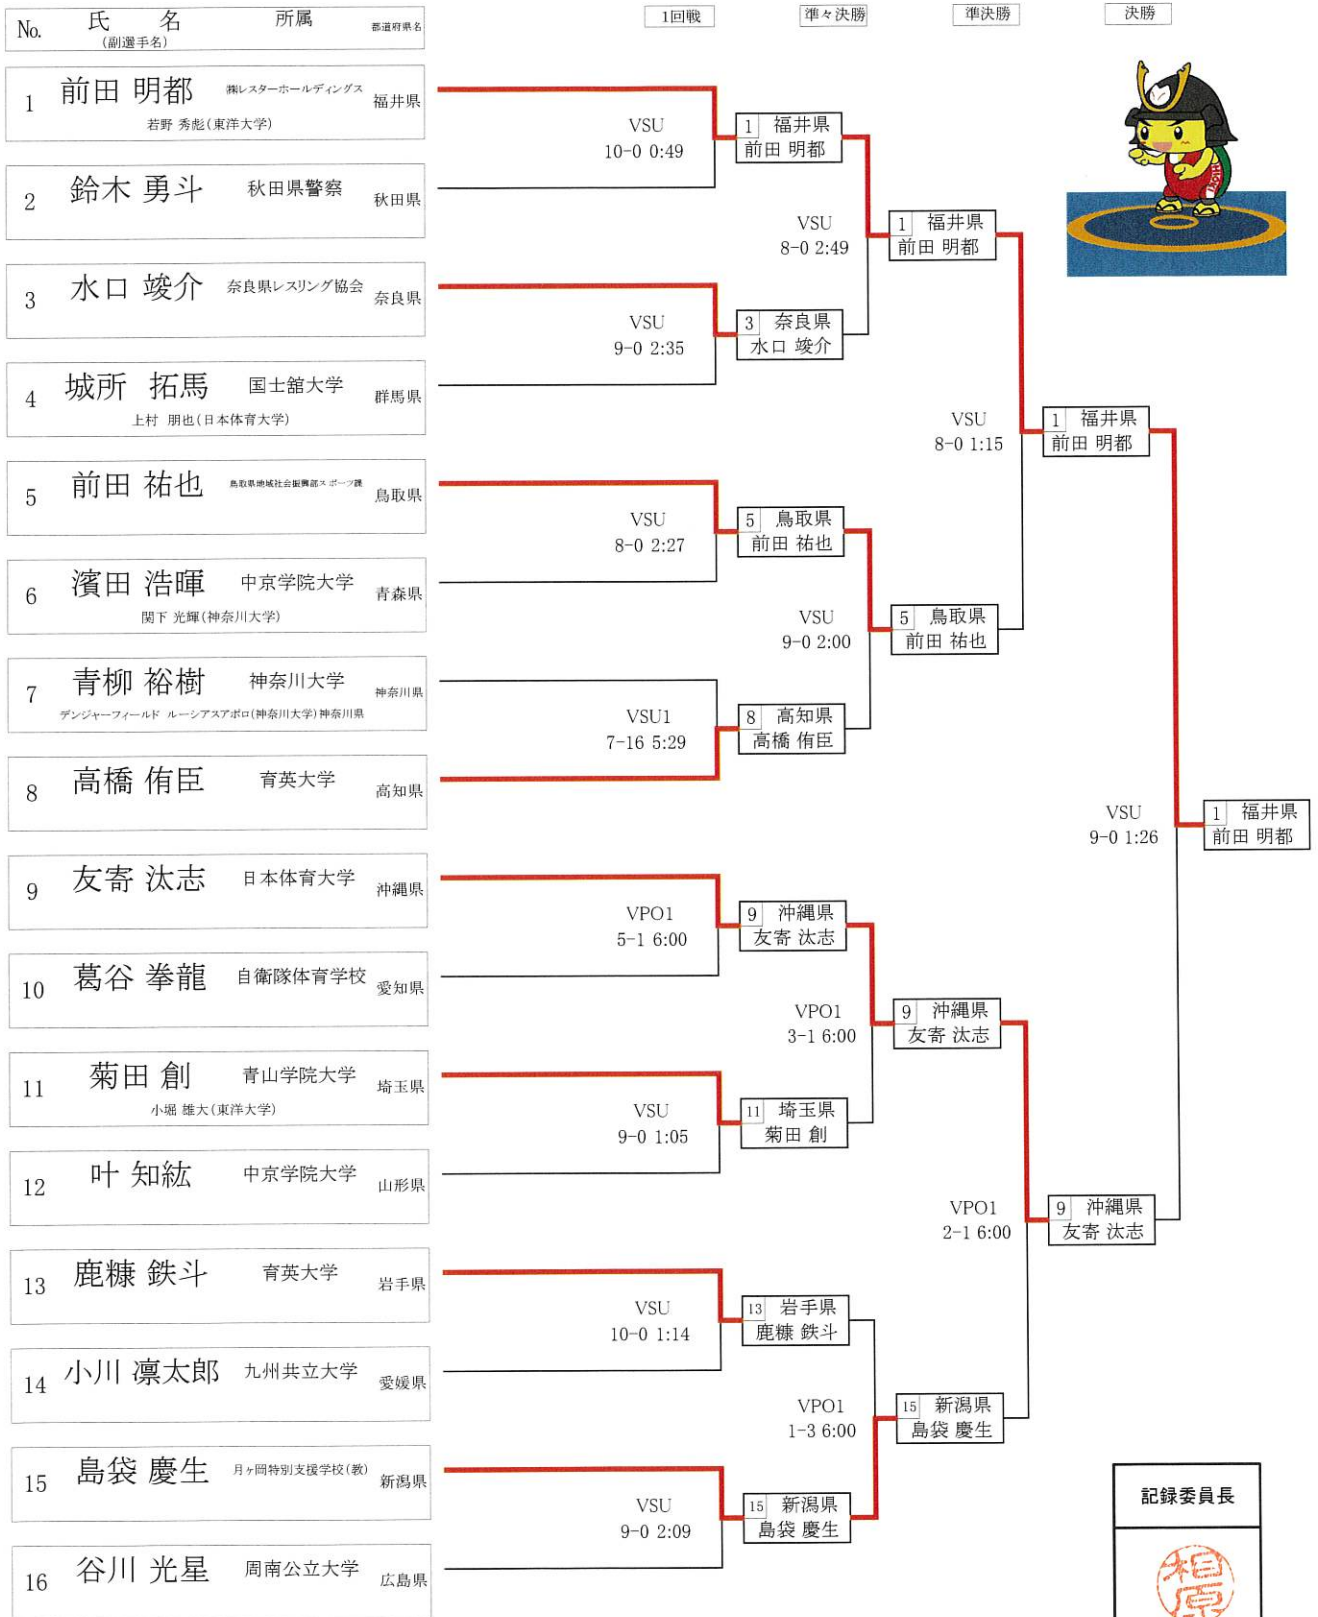 No. 氏 名 所属 都道府県名 1回戦 準々決勝 準決勝 決勝
(副選手名)
1 前田 明都 ㈱レスターホールディングス 福井県
若野 秀彪(東洋大学)
VSU
10-0 0:49
1 福井県
前田 明都
2 鈴木 勇斗 秋田県警察 秋田県
VSU
8-0 2:49
1 福井県
前田 明都
3 水口 竣介 奈良県レスリング協会 奈良県
VSU
9-0 2:35
3 奈良県
水口 竣介
4 城所 拓馬 国士舘大学 群馬県
上村 朋也(日本体育大学)
VSU
8-0 1:15
1 福井県
前田 明都
5 前田 祐也 鳥取県地域社会振興部スポーツ課 鳥取県
VSU
8-0 2:27
5 鳥取県
前田 祐也
6 濱田 浩暉 中京学院大学 青森県
関下 光輝(神奈川大学)
VSU
9-0 2:00
5 鳥取県
前田 祐也
7 青柳 裕樹 神奈川大学 神奈川県
デンジャーフィールド ルーシアスアポロ(神奈川大学)神奈川県
VSU1
7-16 5:29
8 高知県
高橋 侑臣
8 高橋 侑臣 育英大学 高知県
VSU
9-0 1:26
1 福井県
前田 明都
9 友寄 汰志 日本体育大学 沖縄県
VPO1
5-1 6:00
9 沖縄県
友寄 汰志
10 葛谷 拳龍 自衛隊体育学校 愛知県
VPO1
3-1 6:00
9 沖縄県
友寄 汰志
11 菊田 創 青山学院大学 埼玉県
小堀 雄大(東洋大学)
VSU
9-0 1:05
11 埼玉県
菊田 創
12 叶 知紘 中京学院大学 山形県
VPO1
2-1 6:00
9 沖縄県
友寄 汰志
13 鹿糠 鉄斗 育英大学 岩手県
VSU
10-0 1:14
13 岩手県
鹿糠 鉄斗
14 小川 凛太郎 九州共立大学 愛媛県
VPO1
1-3 6:00
15 新潟県
島袋 慶生
15 島袋 慶生 月ヶ岡特別支援学校(教) 新潟県
VSU
9-0 2:09
15 新潟県
島袋 慶生
16 谷川 光星 周南公立大学 広島県
記録委員長
相原